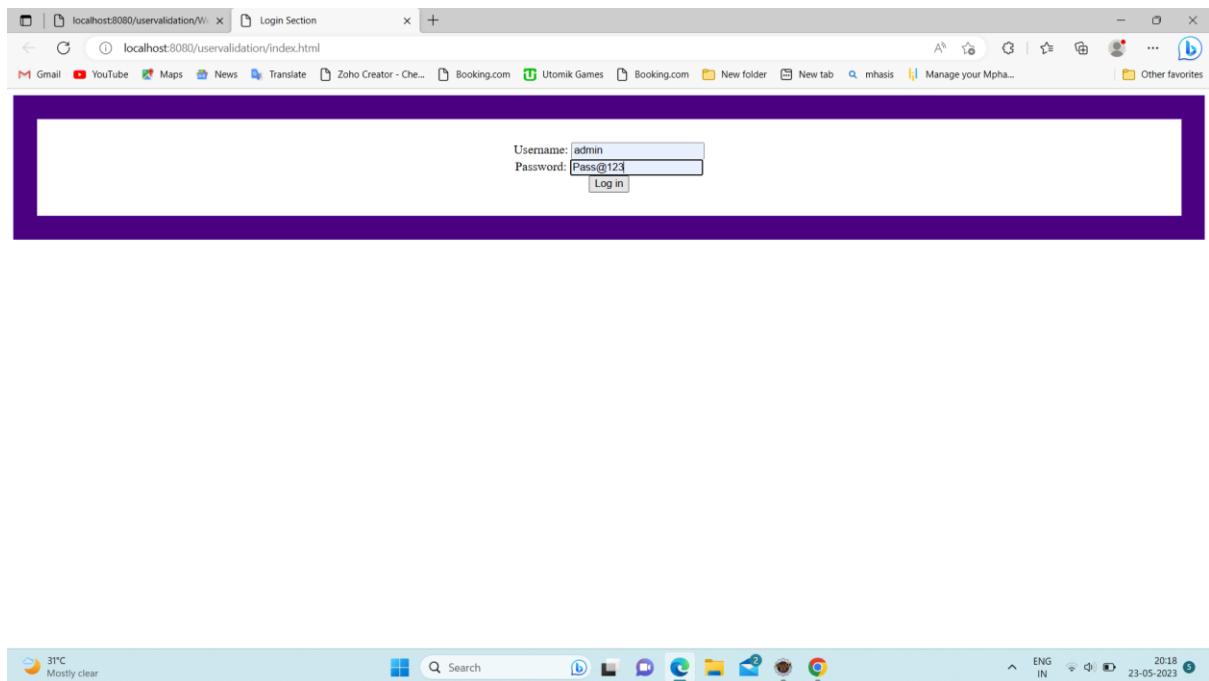 localhost:8080/uservalidation/W
Login Section
localhost:8080/uservalidation/index.html
Gmail YouTube Maps News Translate Zoho Creator - Che... Booking.com Utomik Games Booking.com New folder New tab mhasis Manage your Mpha... Other favorites
Username: admin
Password: Pass@123
Log in
31°C
Mostly clear
Search
2
ENG
IN
20:18
23-05-2023
5